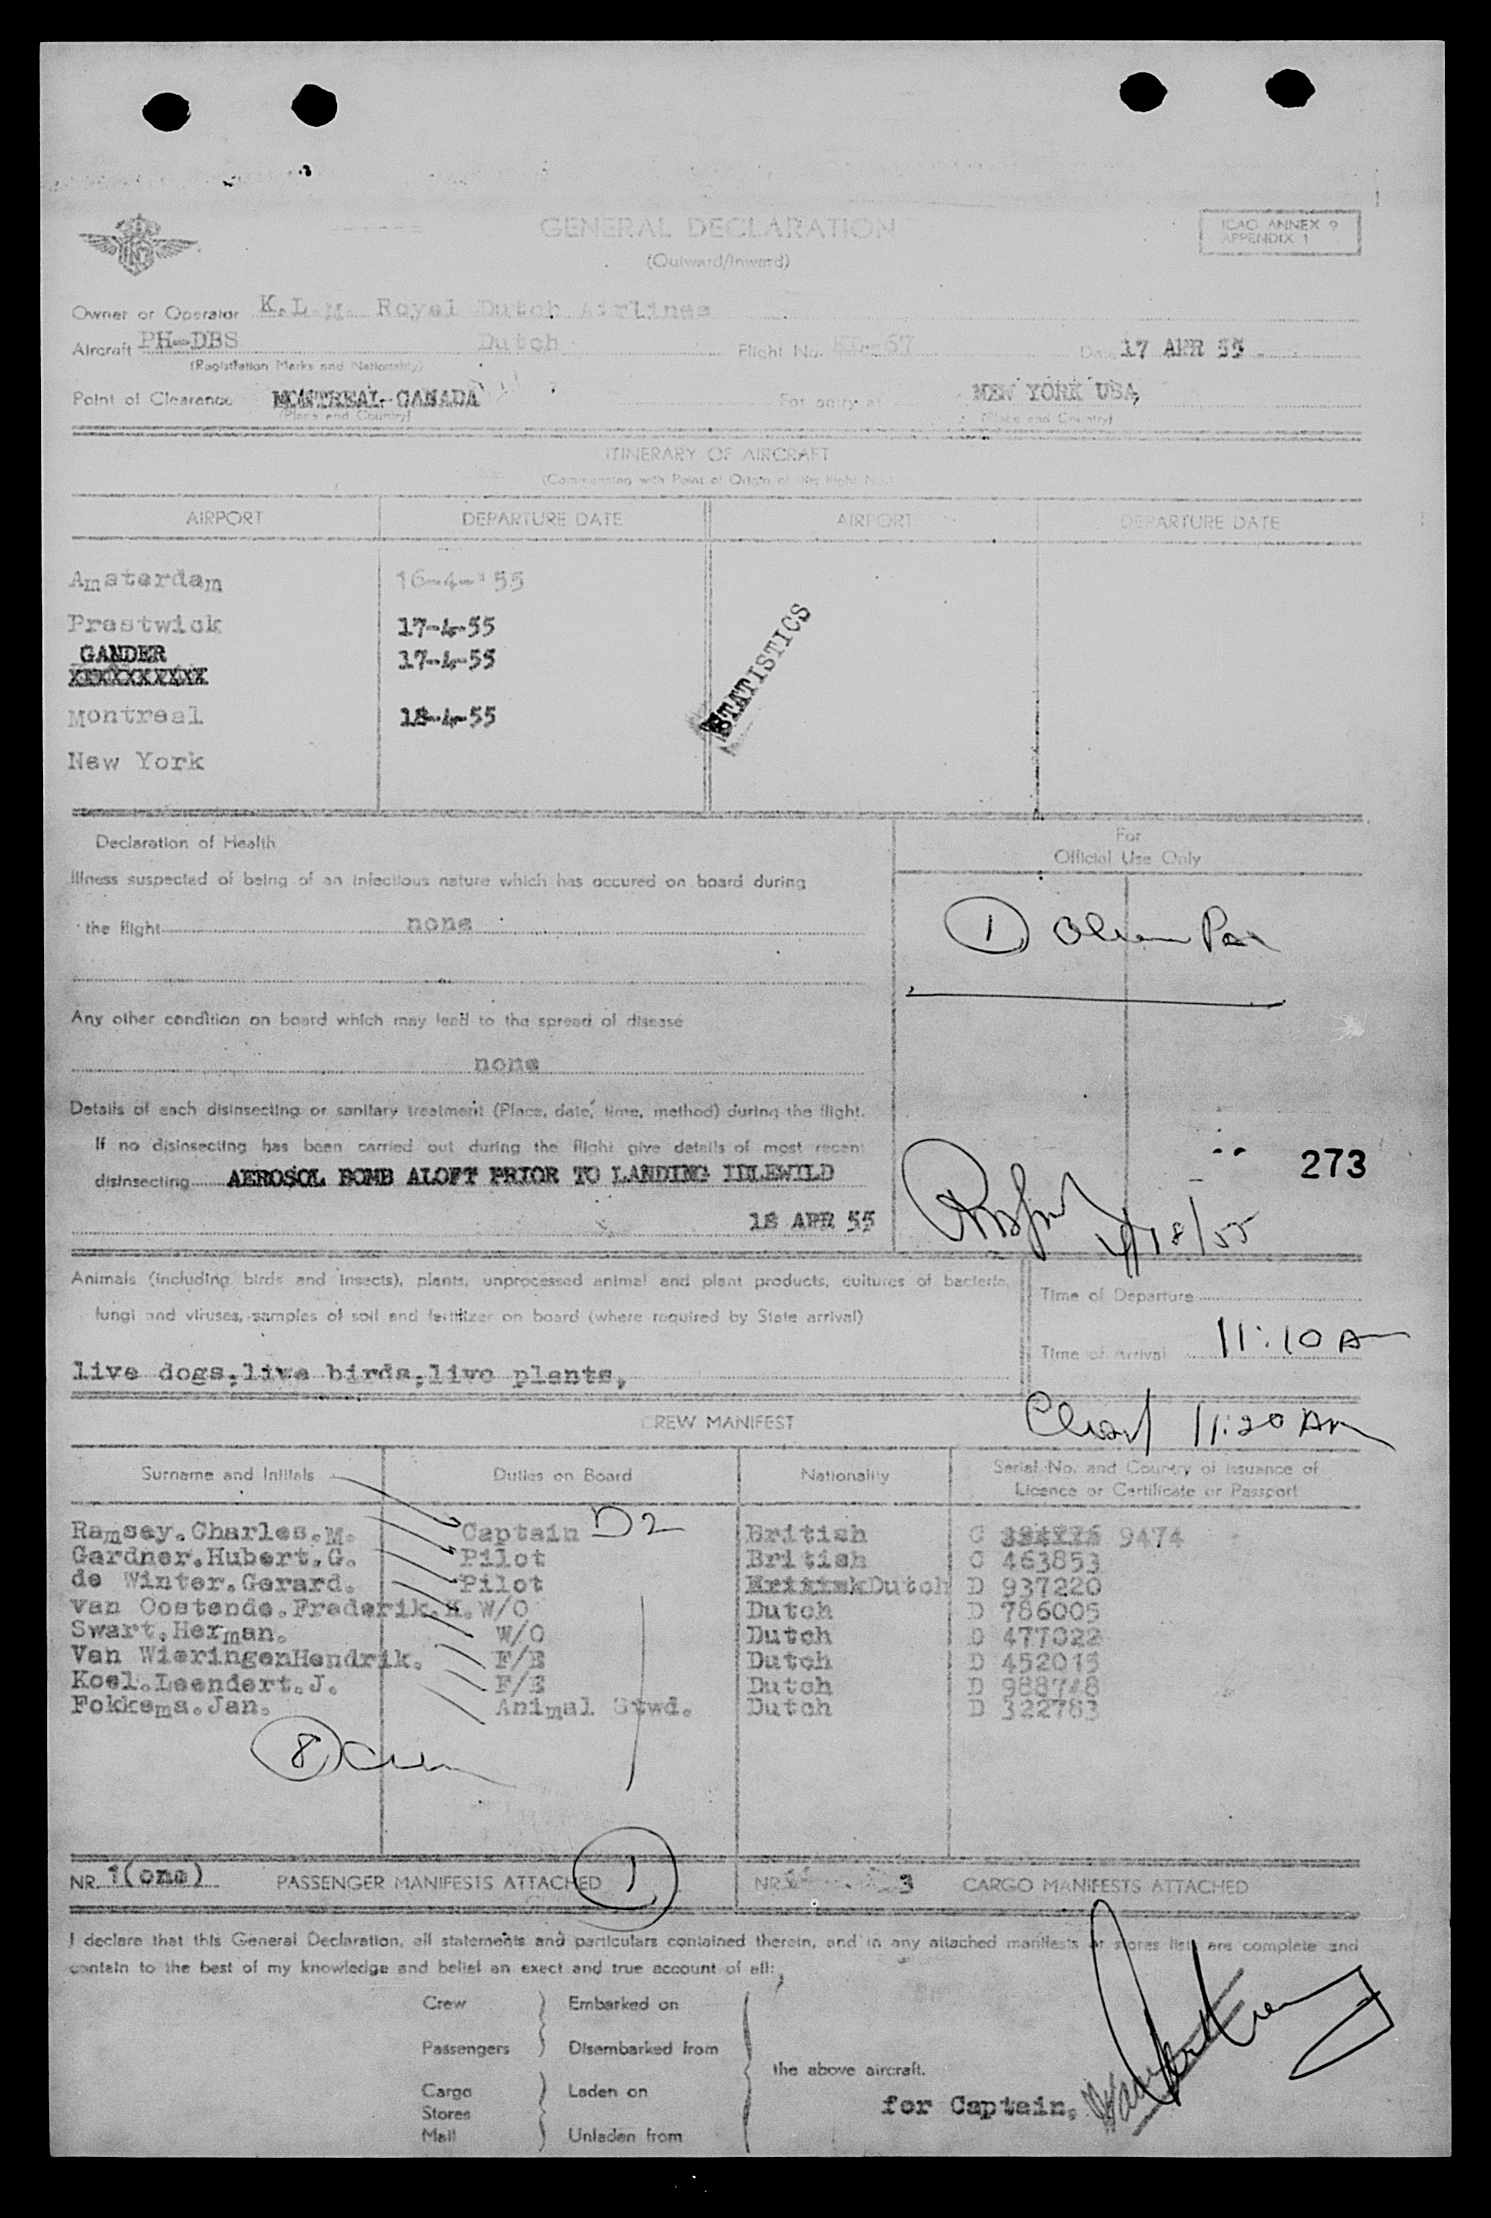 GENERAL DECLARATION
(Outward/Inward)
ICAO ANNEX 9
APPENDIX 1
Owner or Operator K.L.M. Royal Dutch Airlines
Aircraft PH-DBS Dutch Flight No. 67 Date 17 APR 55
(Registration Marks and Nationality)
Point of Clearance MONTREAL CANADA For entry at NEW YORK USA,
(Place and Country) (Place and Country)
ITINERARY OF AIRCRAFT
(Commencing with Point of Origin of
AIRPORT DEPARTURE DATE AIRPORT DEPARTURE DATE
Amsterdam 16-4-'55
Prestwick 17-4-55
GANDER 17-4-55
Montreal 18-4-55
New York
STATISTICS
Declaration of Health
Illness suspected of being of an infectious nature which has occured on board during
the flight none
Any other condition on board which may lead to the spread of disease
none
Details of each disinsecting or sanitary treatment (Place, date, time, method) during the flight.
If no disinsecting has been carried out during the flight give details of most recent
disinsecting AEROSOL BOMB ALOFT PRIOR TO LANDING IDLEWILD
18 APR 55
For
Official Use Only
1 Pax
273
4/18/55
Animals (including birds and insects), plants, unprocessed animal and plant products, cultures of bacteria,
fungi and viruses, samples of soil and fertilizer on board (where required by State arrival)
live dogs,live birds,live plants,
Time of Departure
Time of Arrival 11:10 A
11:20 Am
CREW MANIFEST
Surname and Initials Duties on Board Nationality Serial No. and Country of Issuance of
Licence or Certificate or Passport
Ramsey.Charles.M. Captain D2 British C 9474
Gardner.Hubert.G. Pilot British C 463853
de Winter.Gerard. Pilot Dutch D 937220
van Oostende.Frederik.H. W/O Dutch D 786005
Swart.Herman. W/O Dutch D 477022
Van WieringenHendrik. F/E Dutch D 452015
Koel.Leendert.J. F/E Dutch D 988748
Fokkema.Jan. Animal Stwd. Dutch D 322783
8 Crew
NR. 1(one) PASSENGER MANIFESTS ATTACHED 1 NR. 3 CARGO MANIFESTS ATTACHED
I declare that this General Declaration, all statements and particulars contained therein, and in any attached manifests or stores lists are complete and
contain to the best of my knowledge and belief an exect and true account of all:
Crew Embarked on
Passengers Disembarked from
the above aircraft.
Cargo Laden on
Stores
Mail Unladen from
for Captain,